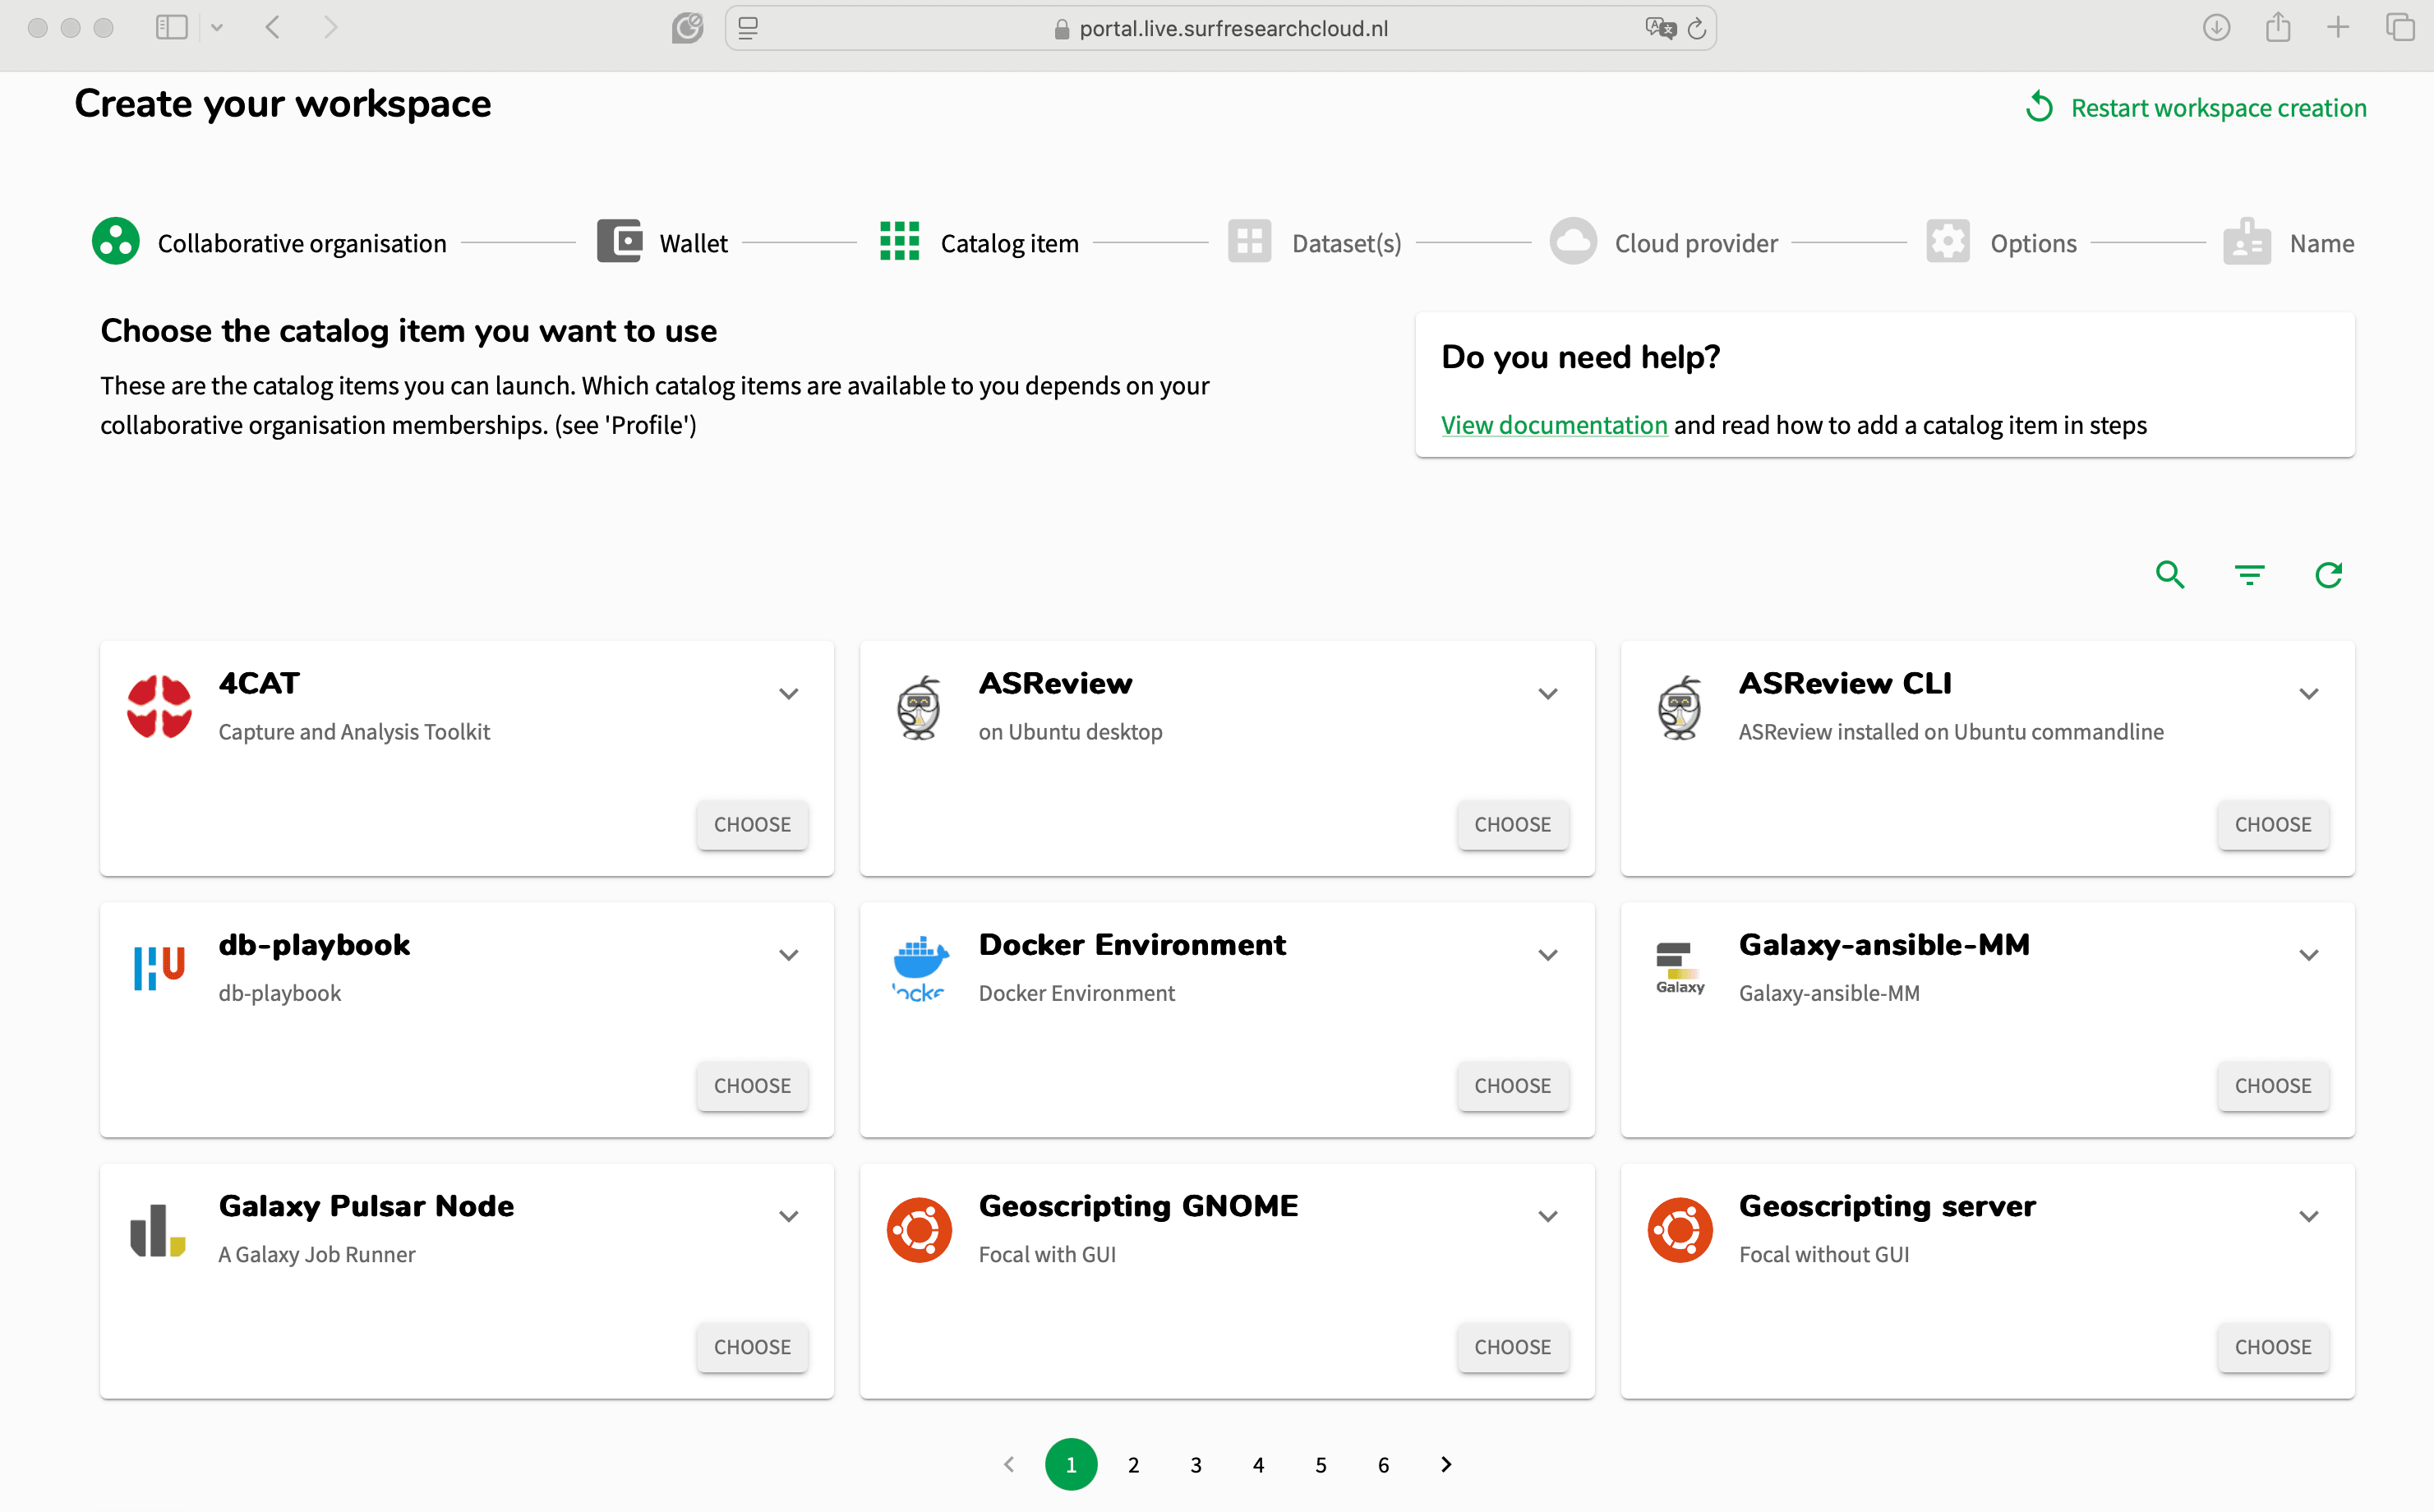 portal.live.surfresearchcloud.nl
Create your workspace
Restart workspace creation
Collaborative organisation
Wallet
Catalog item
Dataset(s)
Cloud provider
Options
Name
Choose the catalog item you want to use
These are the catalog items you can launch. Which catalog items are available to you depends on your
collaborative organisation memberships. (see 'Profile')
Do you need help?
View documentation and read how to add a catalog item in steps
4CAT
Capture and Analysis Toolkit
CHOOSE
ASReview
on Ubuntu desktop
CHOOSE
ASReview CLI
ASReview installed on Ubuntu commandline
CHOOSE
db-playbook
db-playbook
CHOOSE
Docker Environment
Docker Environment
CHOOSE
Galaxy
Galaxy-ansible-MM
Galaxy-ansible-MM
CHOOSE
Galaxy Pulsar Node
A Galaxy Job Runner
CHOOSE
Geoscripting GNOME
Focal with GUI
CHOOSE
Geoscripting server
Focal without GUI
CHOOSE
1 2 3 4 5 6